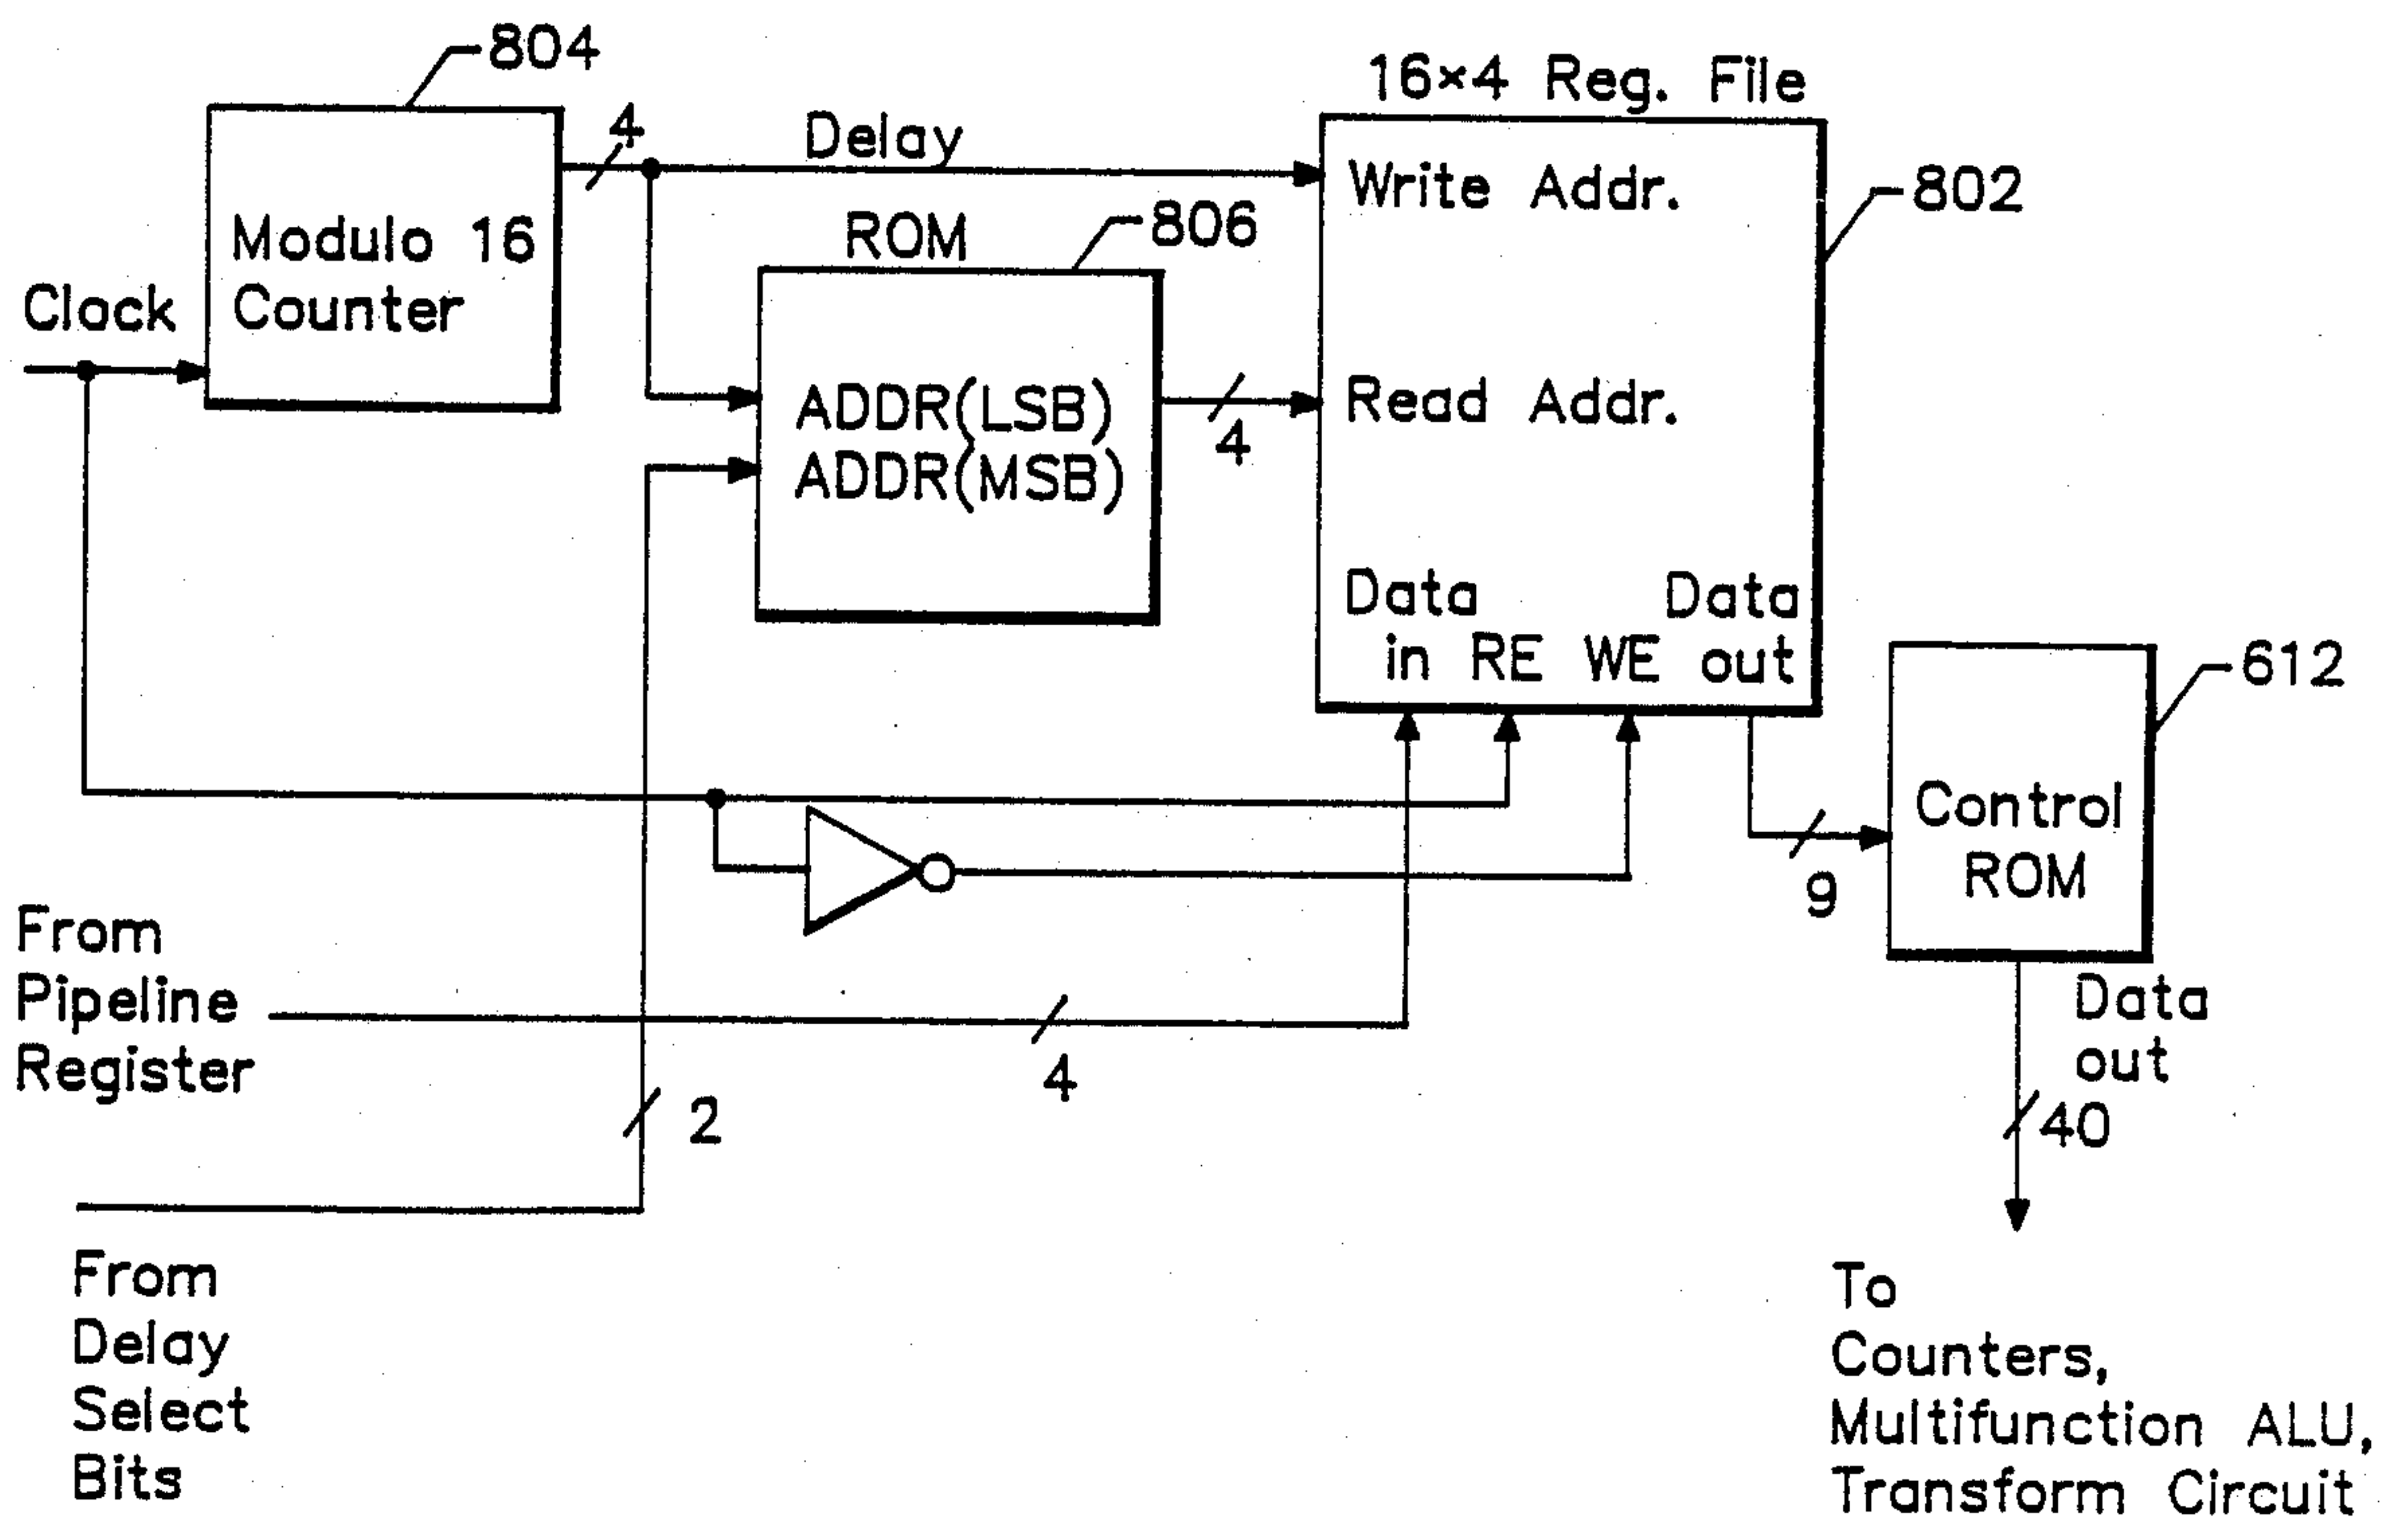 804
16×4 Reg. File
4
Delay
Write Addr.
802
ROM
806
Modulo 16
Counter
Clock
ADDR(LSB)
ADDR(MSB)
4
Read Addr.
Data
in RE WE
Data
out
612
Control
ROM
9
From
Pipeline
Register
4
2
Data
out
40
From
Delay
Select
Bits
To
Counters,
Multifunction ALU,
Transform Circuit